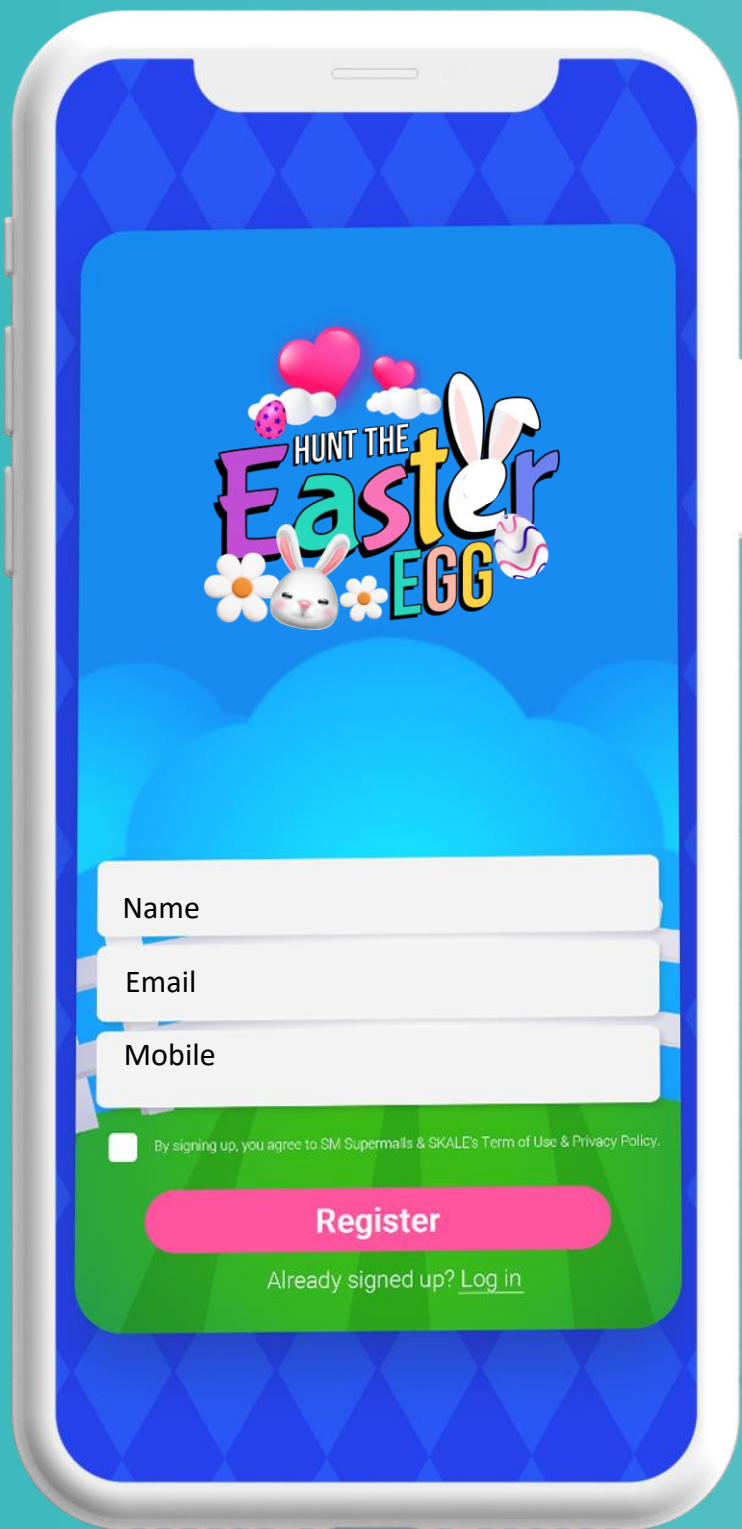 HUNT THE
Easter
EGG
Name
Email
Mobile
By signing up, you agree to SM Supermalls & SKALE's Term of Use & Privacy Policy.
Register
Already signed up? Log in